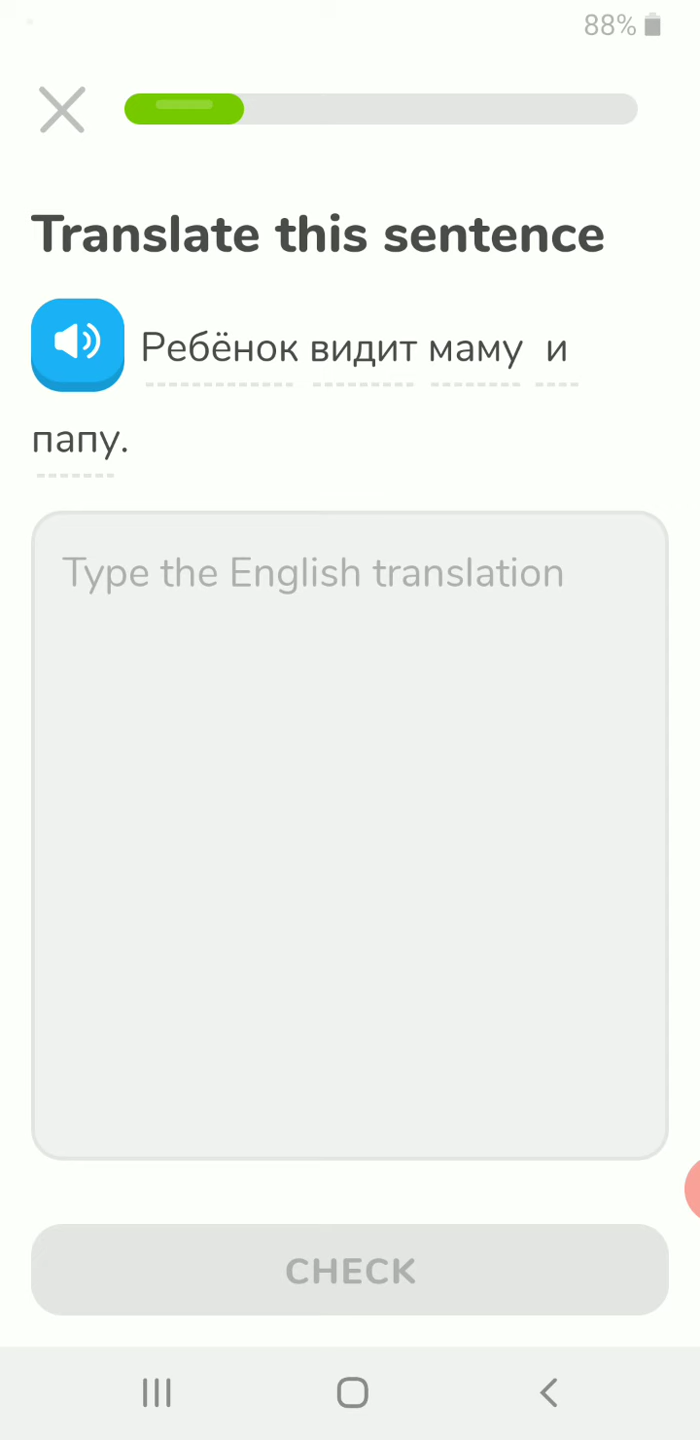 88%
Translate this sentence
Ребёнок видит маму и
папу.
Type the English translation
CHECK